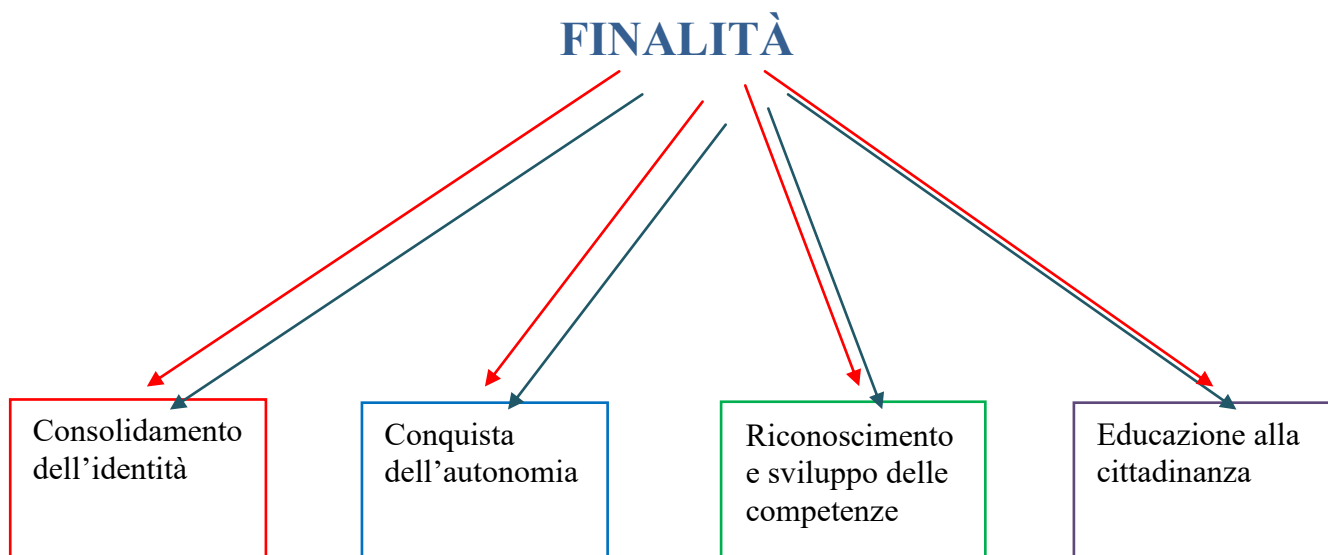 FINALITÀ
Consolidamento
dell’identità
Conquista
dell’autonomia
Riconoscimento
e sviluppo delle
competenze
Educazione alla
cittadinanza